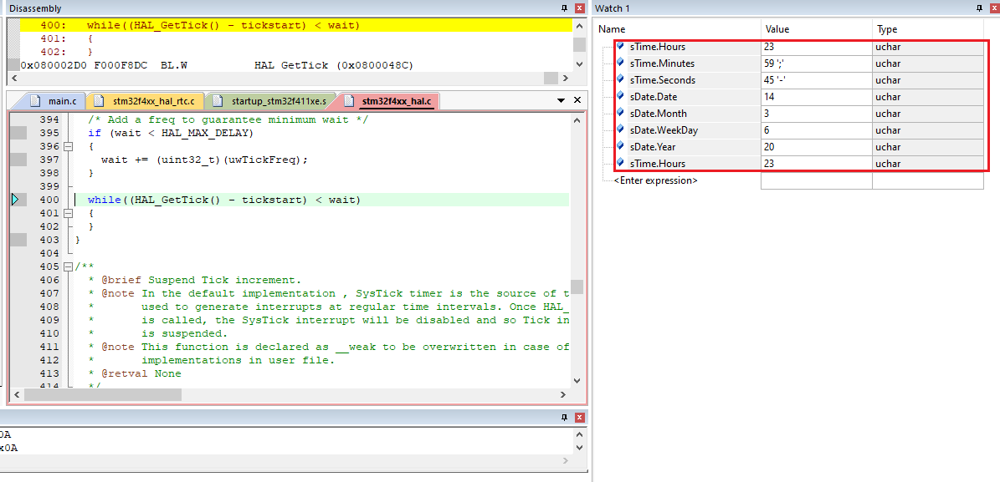 Disassembly
400: while((HAL_GetTick() - tickstart) < wait)
401: {
402: }
0x080002D0 F000F8DC BL.W HAL_GetTick (0x0800048C)
main.c stm32f4xx_hal_rtc.c startup_stm32f411xe.s stm32f4xx_hal.c
394 /* Add a freq to guarantee minimum wait */
395 if (wait < HAL_MAX_DELAY)
396 {
397 wait += (uint32_t)(uwTickFreq);
398 }
399
400 while((HAL_GetTick() - tickstart) < wait)
401 {
402 }
403 }
404
405 /**
406 * @brief Suspend Tick increment.
407 * @note In the default implementation , SysTick timer is the source of t
408 * used to generate interrupts at regular time intervals. Once HAL_
409 * is called, the SysTick interrupt will be disabled and so Tick in
410 * is suspended.
411 * @note This function is declared as __weak to be overwritten in case of
412 * implementations in user file.
413 * @retval None
414 */
0A
x0A
Watch 1
Name Value Type
sTime.Hours 23 uchar
sTime.Minutes 59 ';' uchar
sTime.Seconds 45 '-' uchar
sDate.Date 14 uchar
sDate.Month 3 uchar
sDate.WeekDay 6 uchar
sDate.Year 20 uchar
sTime.Hours 23 uchar
<Enter expression>